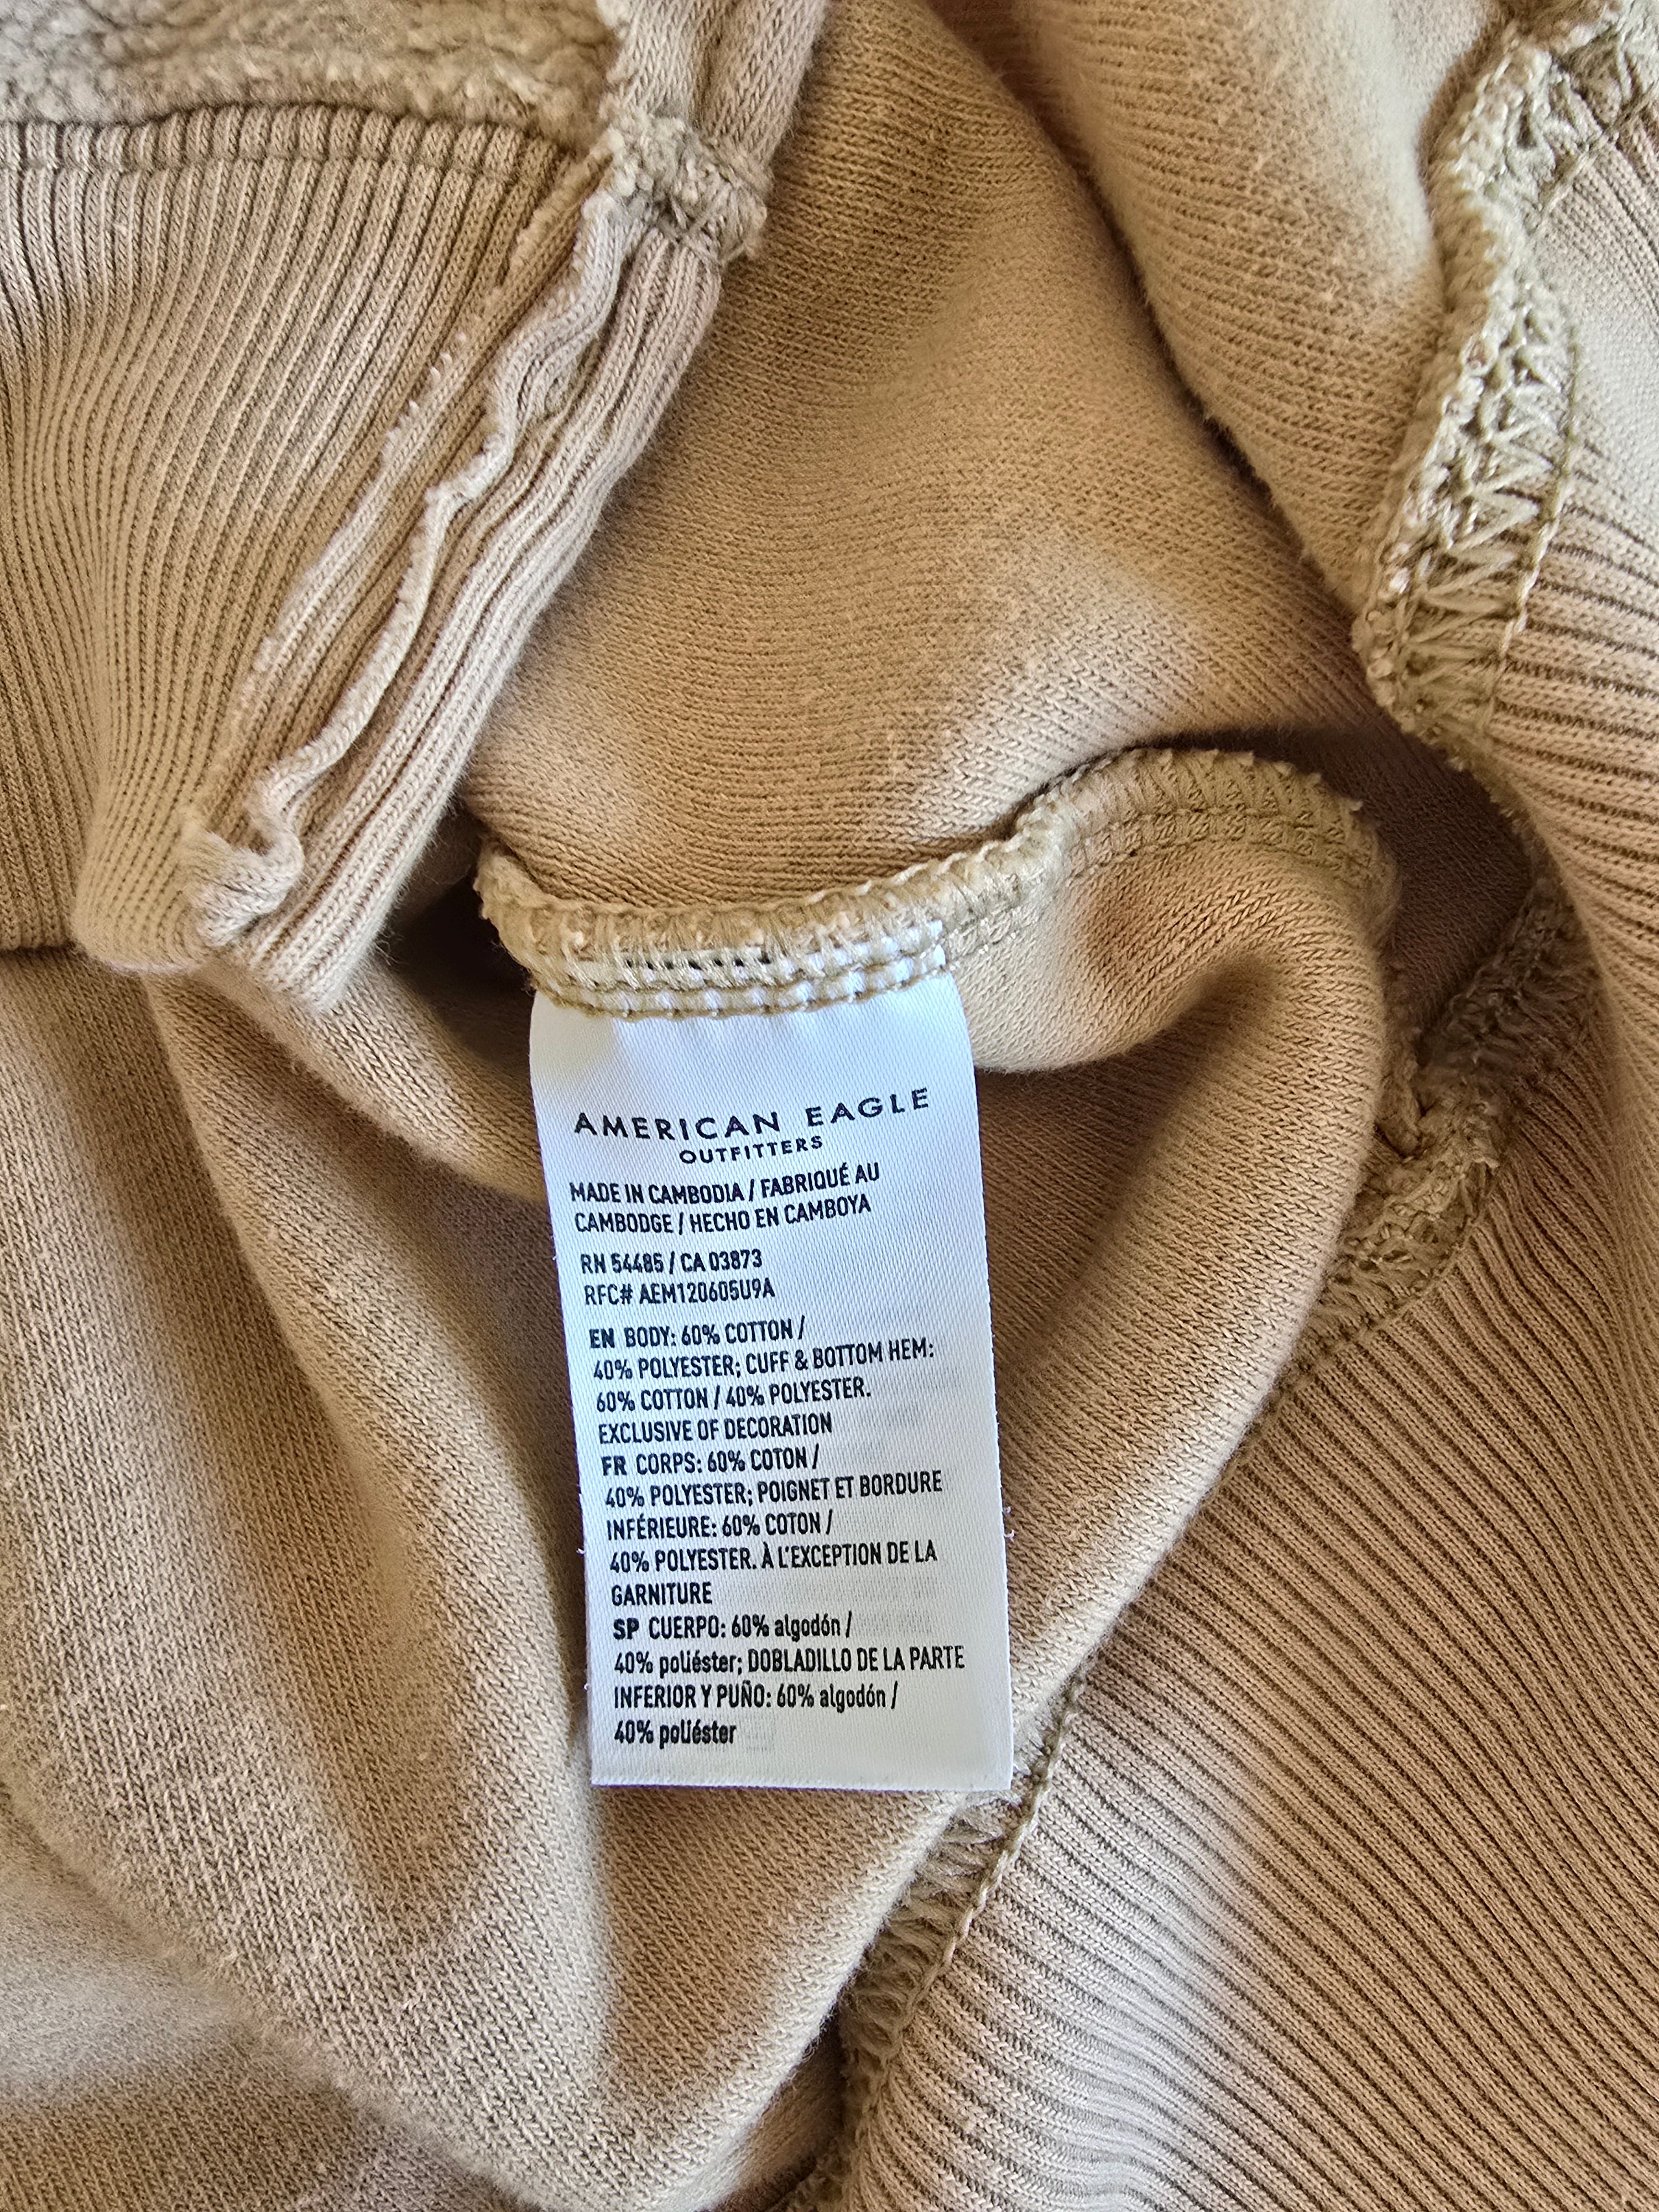 AMERICAN EAGLE
OUTFITTERS
MADE IN CAMBODIA / FABRIQUÉ AU
CAMBODGE / HECHO EN CAMBOYA
RN 54485 / CA 03873
RFC# AEM120605U9A
EN BODY: 60% COTTON /
40% POLYESTER; CUFF & BOTTOM HEM:
60% COTTON / 40% POLYESTER.
EXCLUSIVE OF DECORATION
FR CORPS: 60% COTON /
40% POLYESTER; POIGNET ET BORDURE
INFÉRIEURE: 60% COTON /
40% POLYESTER. À L'EXCEPTION DE LA
GARNITURE
SP CUERPO: 60% algodón /
40% poliéster; DOBLADILLO DE LA PARTE
INFERIOR Y PUÑO: 60% algodón /
40% poliéster